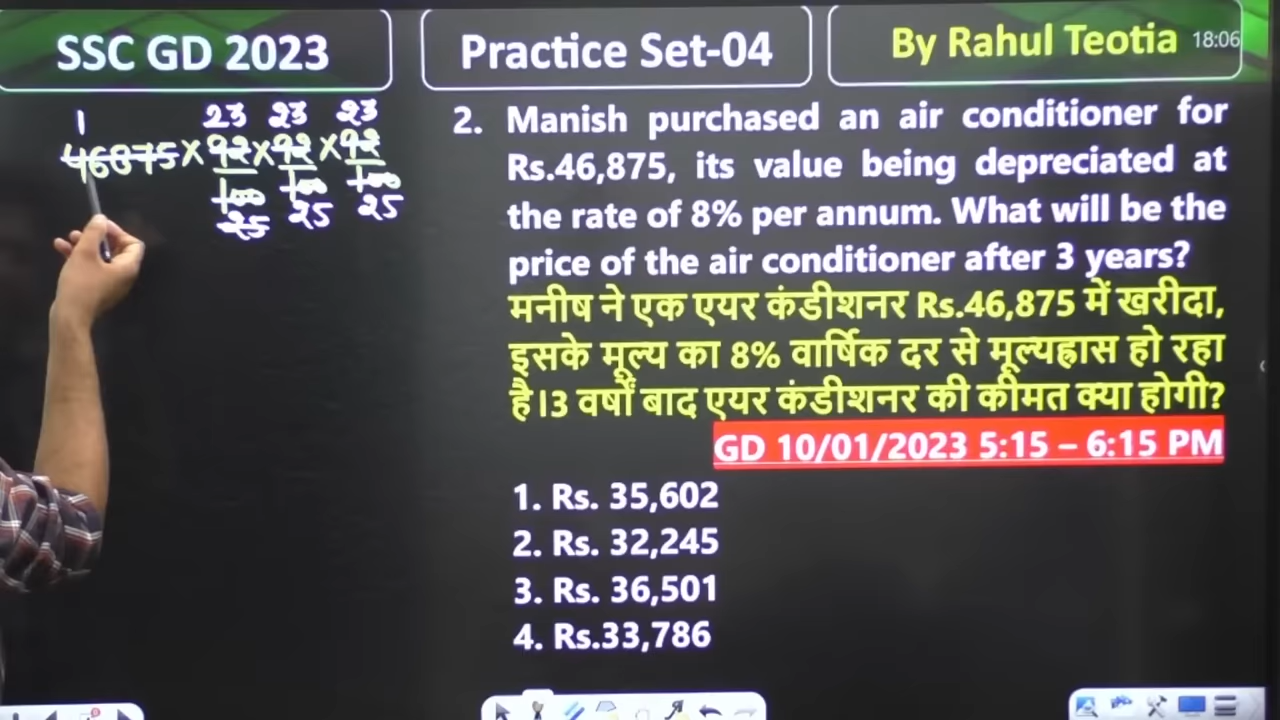 SSC GD 2023
Practice Set-04
By Rahul Teotia 18:06
1 23 23 23
46875 × 92 × 92 × 92
100 100 100
25 25 25
2. Manish purchased an air conditioner for
Rs.46,875, its value being depreciated at
the rate of 8% per annum. What will be the
price of the air conditioner after 3 years?
मनीष ने एक एयर कंडीशनर Rs.46,875 में खरीदा,
इसके मूल्य का 8% वार्षिक दर से मूल्यह्रास हो रहा
है।3 वर्षों बाद एयर कंडीशनर की कीमत क्या होगी?
GD 10/01/2023 5:15 – 6:15 PM
1. Rs. 35,602
2. Rs. 32,245
3. Rs. 36,501
4. Rs.33,786